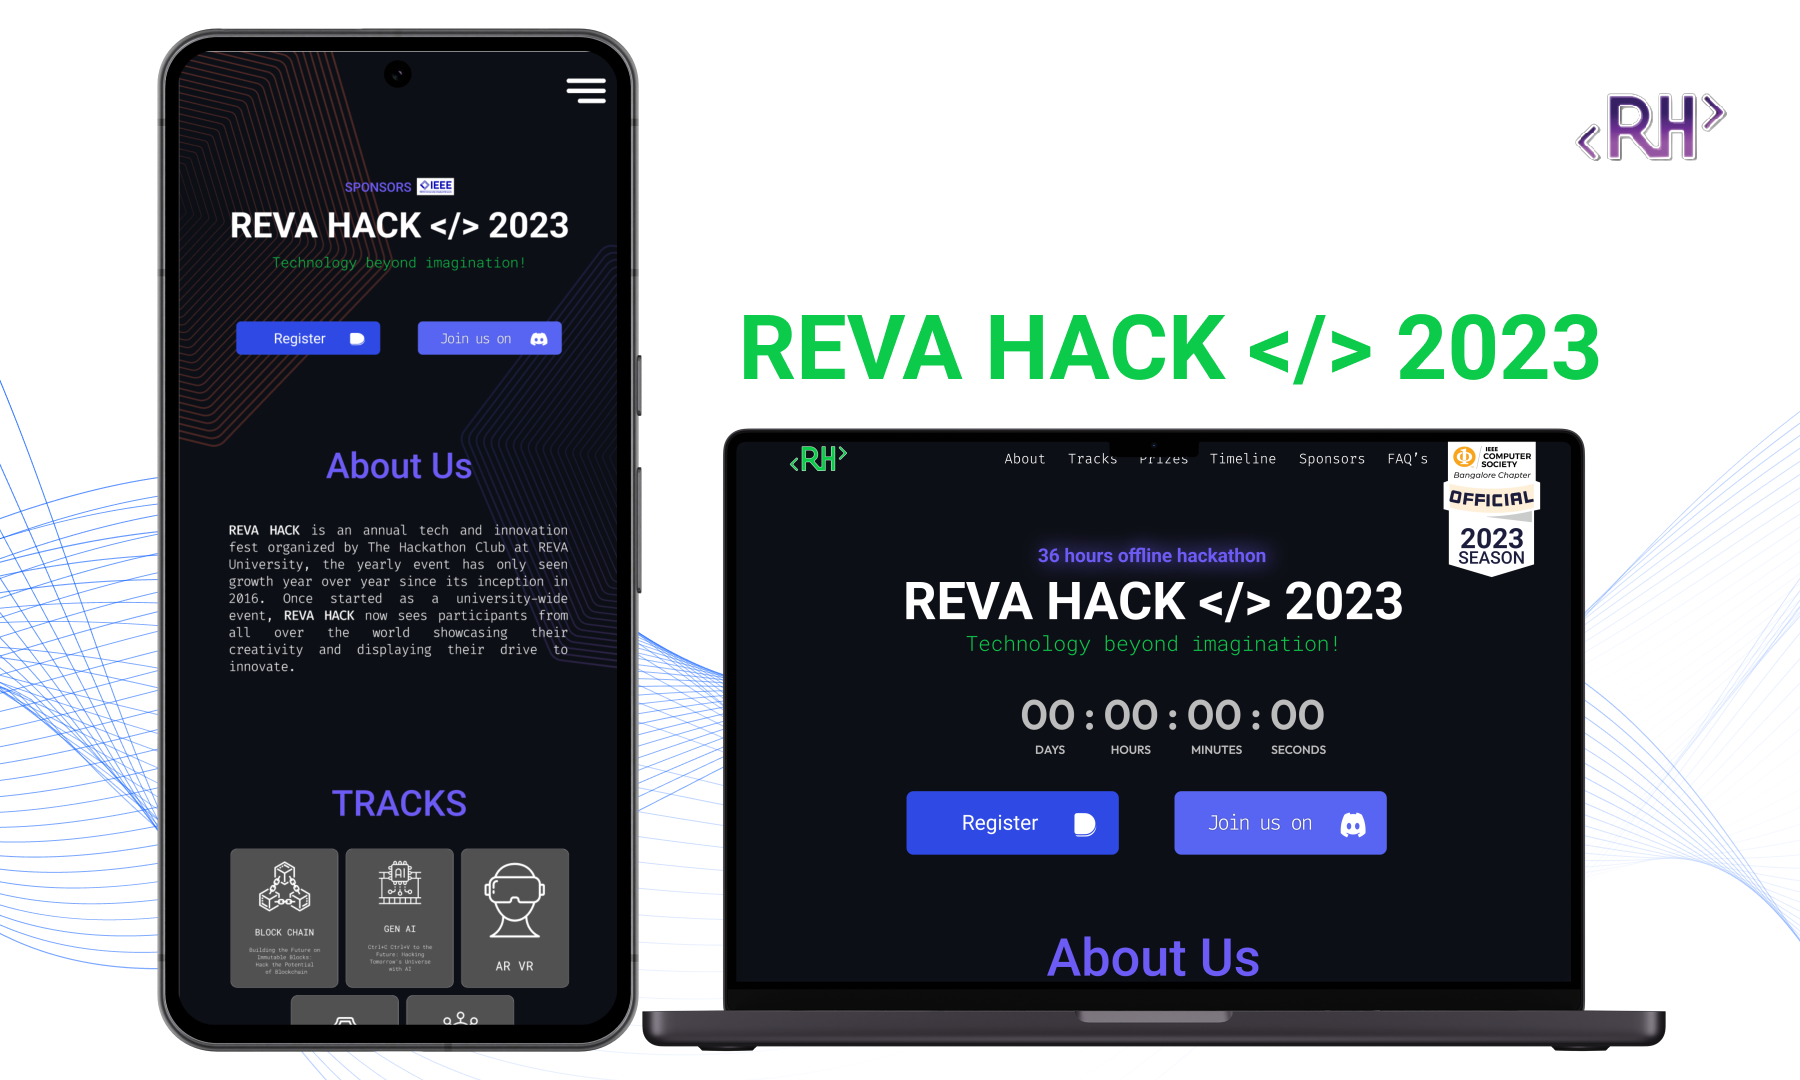 <RH>
SPONSORS IEEE
REVA HACK </> 2023
Technology beyond imagination!
Register
Join us on
About Us
REVA HACK is an annual tech and innovation
fest organized by The Hackathon Club at REVA
University, the yearly event has only seen
growth year over year since its inception in
2016. Once started as a university-wide
event, REVA HACK now sees participants from
all over the world showcasing their
creativity and displaying their drive to
innovate.
TRACKS
BLOCK CHAIN
Building the Future on
Immutable Blocks:
Hack the Potential
of Blockchain
GEN AI
AI
Ctrl+C Ctrl+V to the
Future: Hacking
Tomorrow's Universe
with AI
AR VR
REVA HACK </> 2023
<RH>
About Tracks Prizes Timeline Sponsors FAQ's
IEEE
COMPUTER
SOCIETY
Bangalore Chapter
OFFICIAL
2023
SEASON
36 hours offline hackathon
REVA HACK </> 2023
Technology beyond imagination!
00 : 00 : 00 : 00
DAYS HOURS MINUTES SECONDS
Register
Join us on
About Us